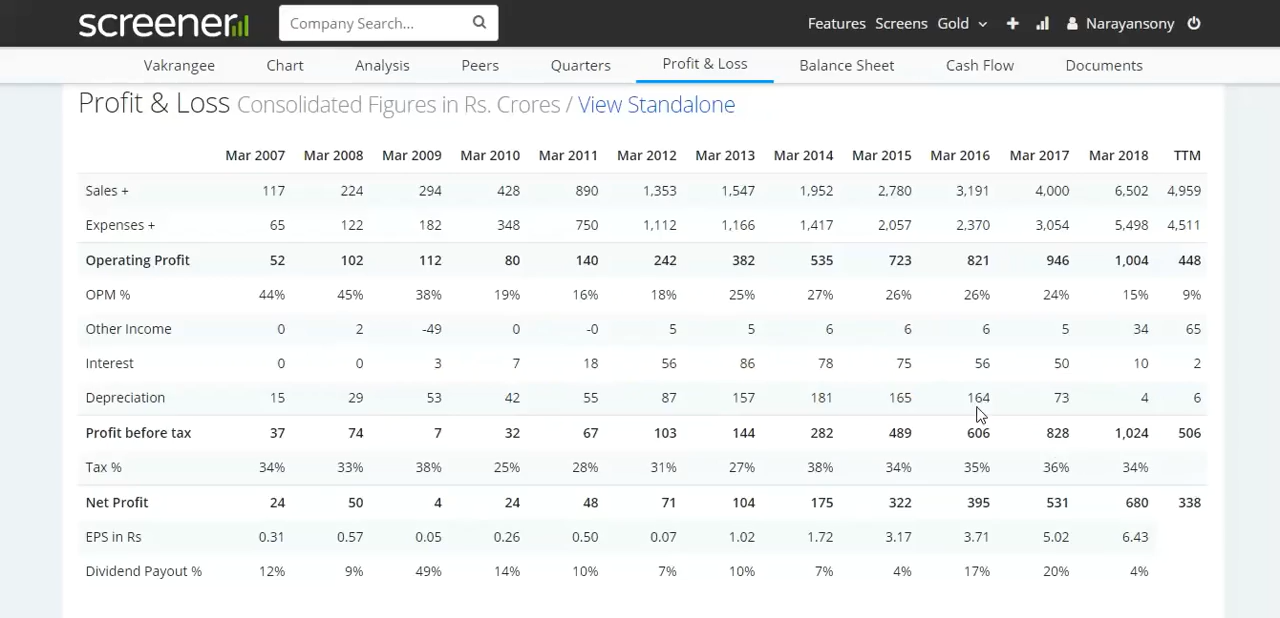 screener Company Search... Features Screens Gold Narayansony
Vakrangee Chart Analysis Peers Quarters Profit & Loss Balance Sheet Cash Flow Documents
Profit & Loss Consolidated Figures in Rs. Crores / View Standalone
Mar 2007 Mar 2008 Mar 2009 Mar 2010 Mar 2011 Mar 2012 Mar 2013 Mar 2014 Mar 2015 Mar 2016 Mar 2017 Mar 2018 TTM
Sales + 117 224 294 428 890 1,353 1,547 1,952 2,780 3,191 4,000 6,502 4,959
Expenses + 65 122 182 348 750 1,112 1,166 1,417 2,057 2,370 3,054 5,498 4,511
Operating Profit 52 102 112 80 140 242 382 535 723 821 946 1,004 448
OPM % 44% 45% 38% 19% 16% 18% 25% 27% 26% 26% 24% 15% 9%
Other Income 0 2 -49 0 -0 5 5 6 6 6 5 34 65
Interest 0 0 3 7 18 56 86 78 75 56 50 10 2
Depreciation 15 29 53 42 55 87 157 181 165 164 73 4 6
Profit before tax 37 74 7 32 67 103 144 282 489 606 828 1,024 506
Tax % 34% 33% 38% 25% 28% 31% 27% 38% 34% 35% 36% 34%
Net Profit 24 50 4 24 48 71 104 175 322 395 531 680 338
EPS in Rs 0.31 0.57 0.05 0.26 0.50 0.07 1.02 1.72 3.17 3.71 5.02 6.43
Dividend Payout % 12% 9% 49% 14% 10% 7% 10% 7% 4% 17% 20% 4%